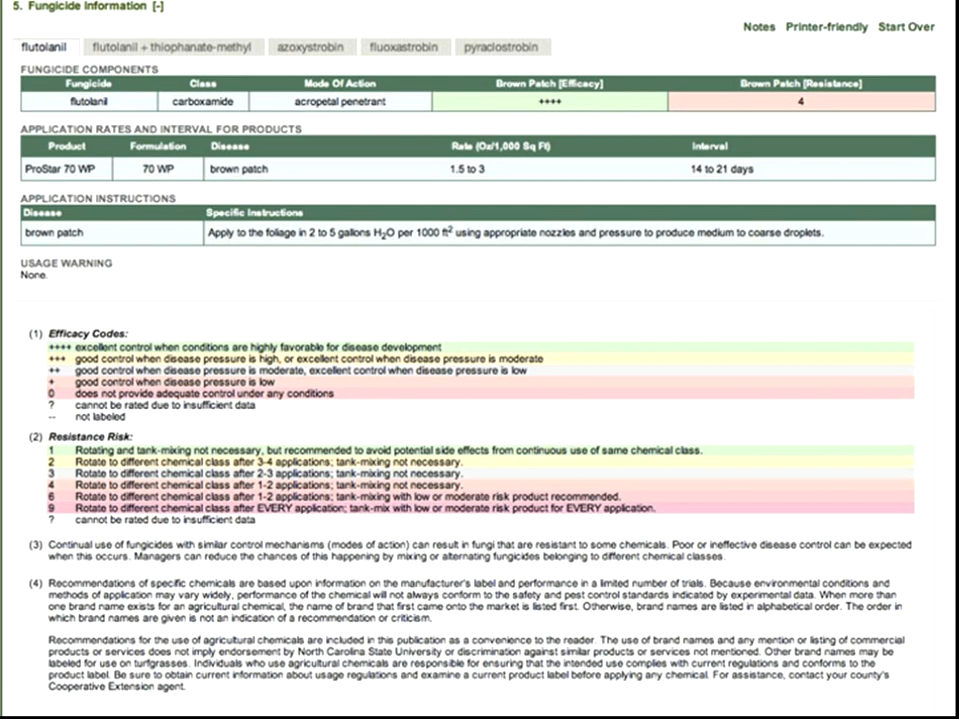 5. Fungicide Information [-]
Notes Printer-friendly Start Over
flutolanil flutolanil + thiophanate-methyl azoxystrobin fluoxastrobin pyraclostrobin
FUNGICIDE COMPONENTS
Fungicide Class Mode Of Action Brown Patch [Efficacy] Brown Patch [Resistance]
flutolanil carboxamide acropetal penetrant ++++ 4
APPLICATION RATES AND INTERVAL FOR PRODUCTS
Product Formulation Disease Rate (Oz/1,000 Sq Ft) Interval
ProStar 70 WP 70 WP brown patch 1.5 to 3 14 to 21 days
APPLICATION INSTRUCTIONS
Disease Specific Instructions
brown patch Apply to the foliage in 2 to 5 gallons H₂O per 1000 ft² using appropriate nozzles and pressure to produce medium to coarse droplets.
USAGE WARNING
None.
(1) Efficacy Codes:
++++ excellent control when conditions are highly favorable for disease development
+++ good control when disease pressure is high, or excellent control when disease pressure is moderate
++ good control when disease pressure is moderate, excellent control when disease pressure is low
+ good control when disease pressure is low
0 does not provide adequate control under any conditions
? cannot be rated due to insufficient data
-- not labeled
(2) Resistance Risk:
1 Rotating and tank-mixing not necessary, but recommended to avoid potential side effects from continuous use of same chemical class.
2 Rotate to different chemical class after 3-4 applications; tank-mixing not necessary.
3 Rotate to different chemical class after 2-3 applications; tank-mixing not necessary.
4 Rotate to different chemical class after 1-2 applications; tank-mixing not necessary.
6 Rotate to different chemical class after 1-2 applications; tank-mixing with low or moderate risk product recommended.
9 Rotate to different chemical class after EVERY application; tank-mix with low or moderate risk product for EVERY application.
? cannot be rated due to insufficient data
(3) Continual use of fungicides with similar control mechanisms (modes of action) can result in fungi that are resistant to some chemicals. Poor or ineffective disease control can be expected
when this occurs. Managers can reduce the chances of this happening by mixing or alternating fungicides belonging to different chemical classes.
(4) Recommendations of specific chemicals are based upon information on the manufacturer's label and performance in a limited number of trials. Because environmental conditions and
methods of application may vary widely, performance of the chemical will not always conform to the safety and pest control standards indicated by experimental data. When more than
one brand name exists for an agricultural chemical, the name of brand that first came onto the market is listed first. Otherwise, brand names are listed in alphabetical order. The order in
which brand names are given is not an indication of a recommendation or criticism.
Recommendations for the use of agricultural chemicals are included in this publication as a convenience to the reader. The use of brand names and any mention or listing of commercial
products or services does not imply endorsement by North Carolina State University or discrimination against similar products or services not mentioned. Other brand names may be
labeled for use on turfgrasses. Individuals who use agricultural chemicals are responsible for ensuring that the intended use complies with current regulations and conforms to the
product label. Be sure to obtain current information about usage regulations and examine a current product label before applying any chemical. For assistance, contact your county's
Cooperative Extension agent.